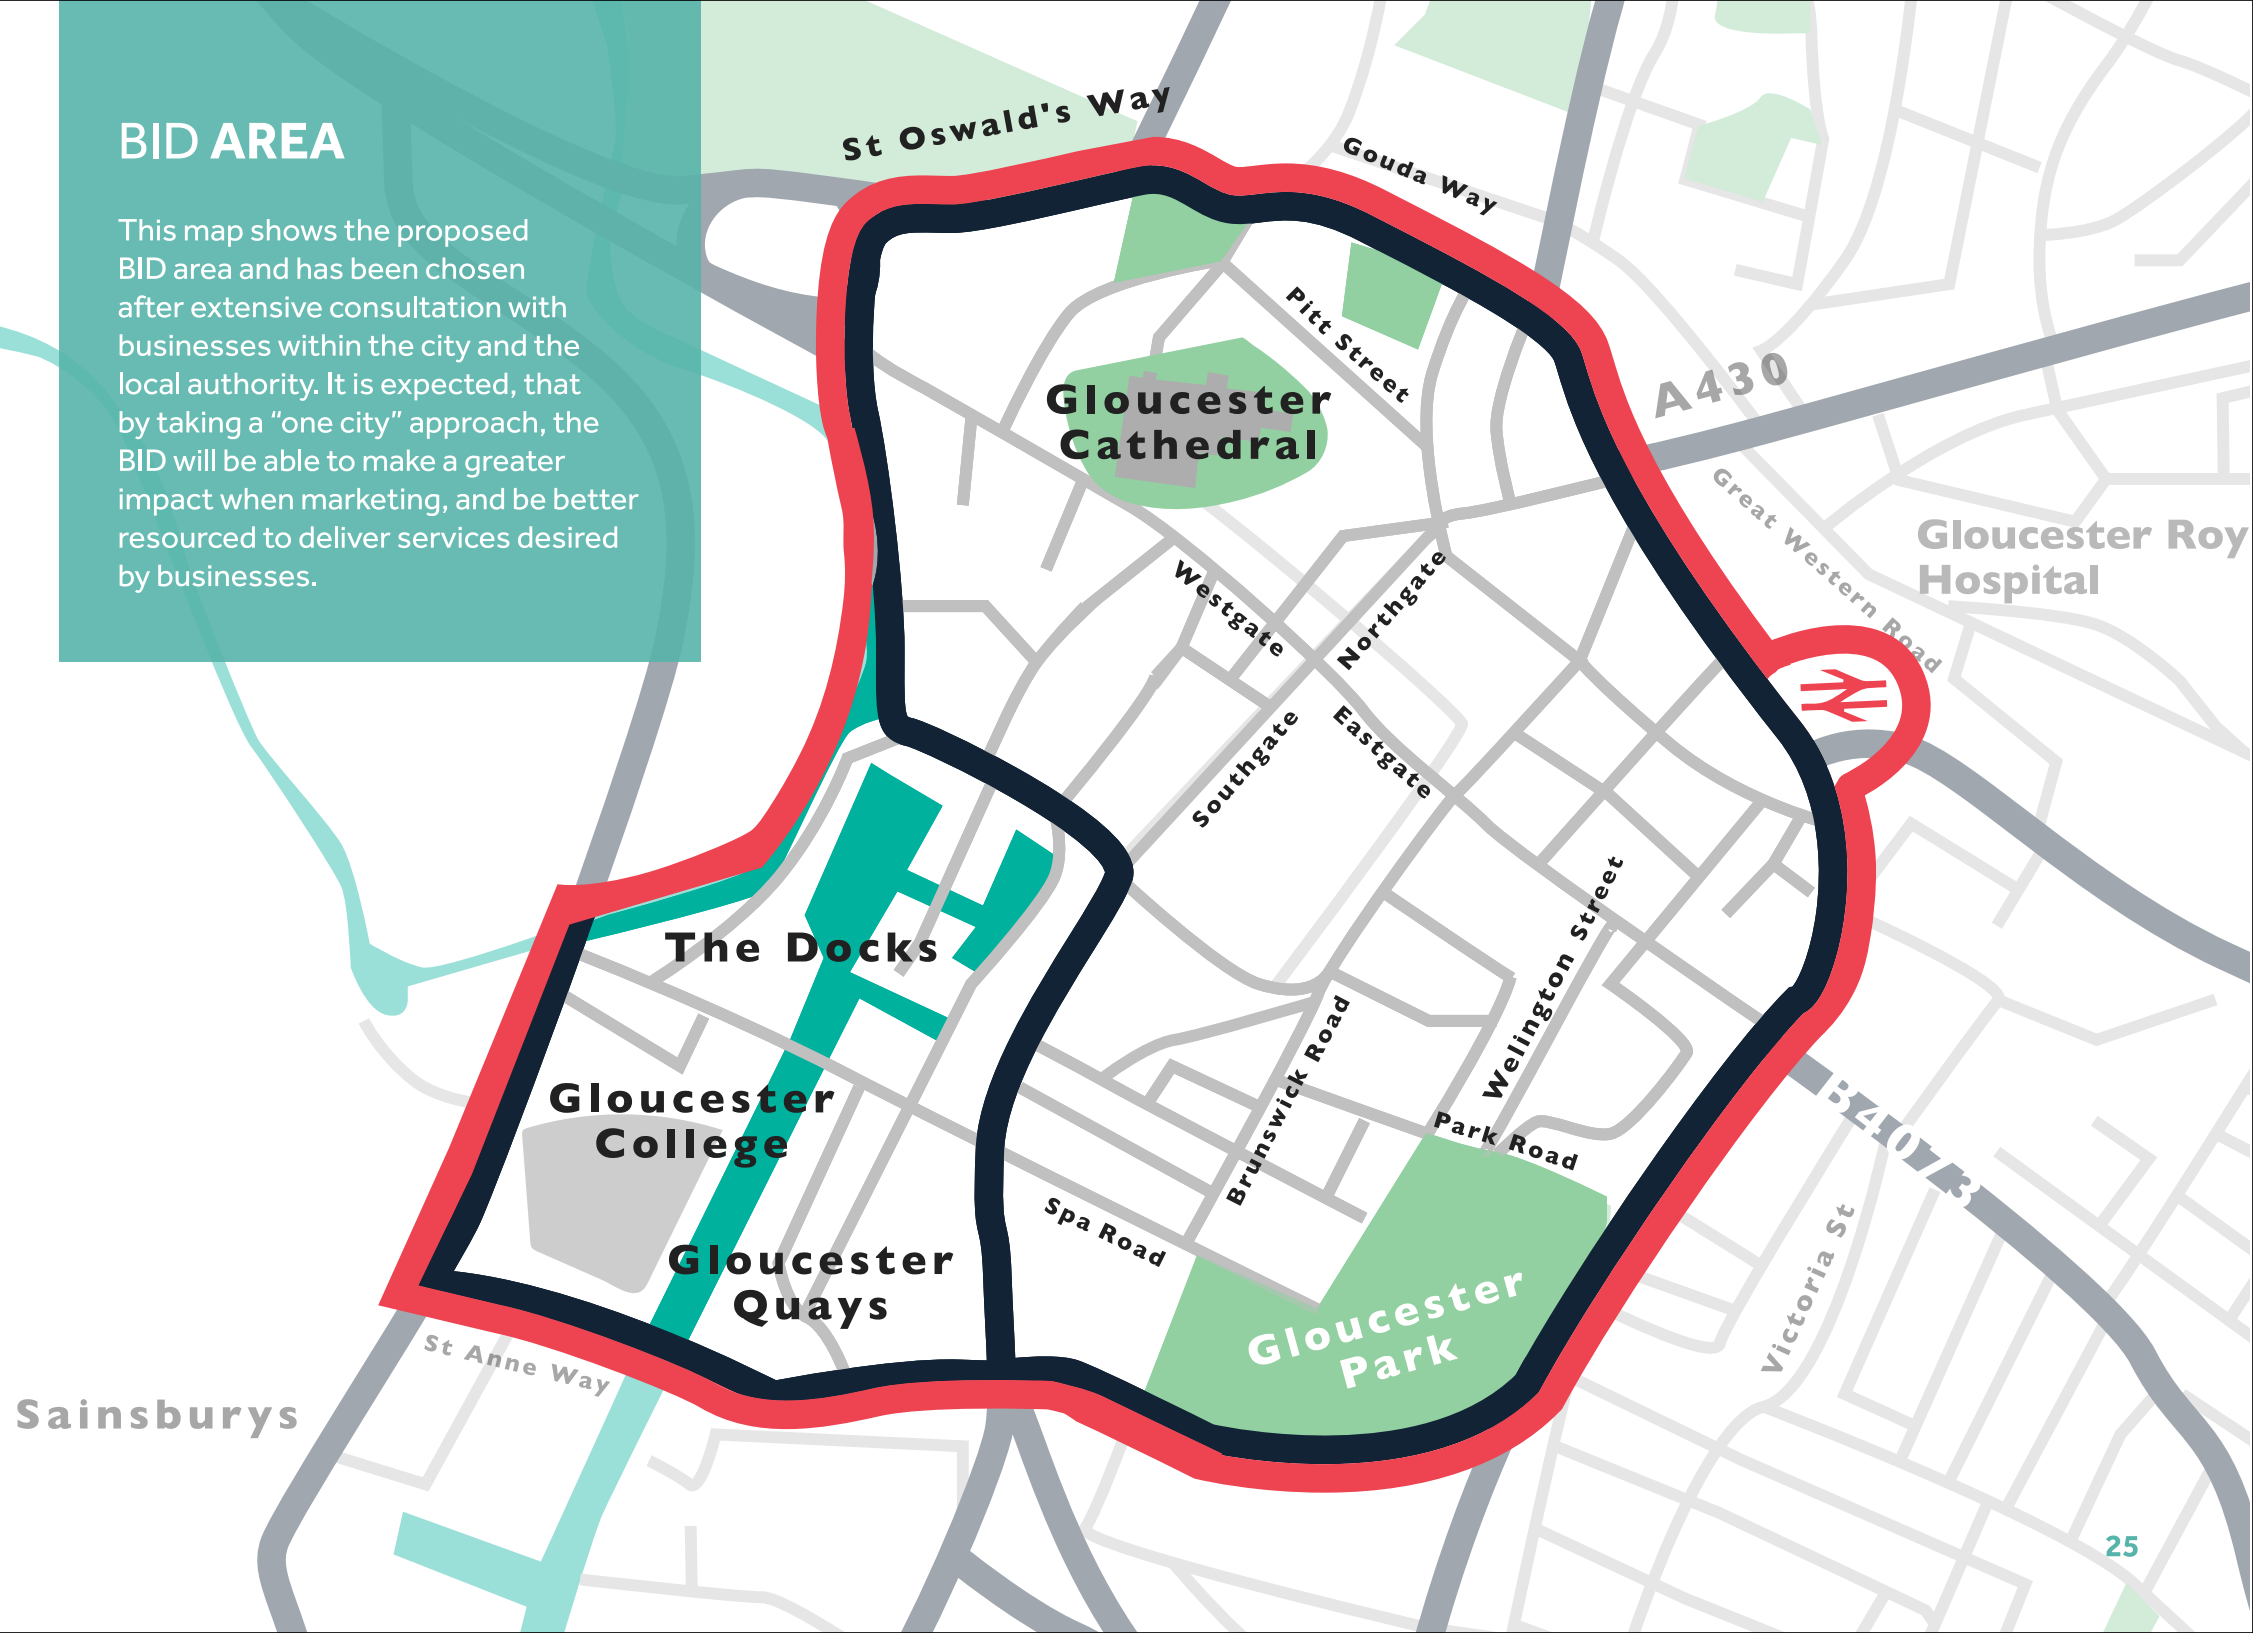 BID AREA
This map shows the proposed
BID area and has been chosen
after extensive consultation with
businesses within the city and the
local authority. It is expected, that
by taking a “one city” approach, the
BID will be able to make a greater
impact when marketing, and be better
resourced to deliver services desired
by businesses.
St Oswald's Way
Gouda Way
Pitt Street
Gloucester
Cathedral
A430
Great Western Road
Gloucester Roy
Hospital
Westgate
Northgate
Southgate
Eastgate
Welington Street
The Docks
Brunswick Road
Gloucester
College
Park Road
B4073
Spa Road
Victoria St
Gloucester
Quays
Gloucester
Park
St Anne Way
Sainsburys
25